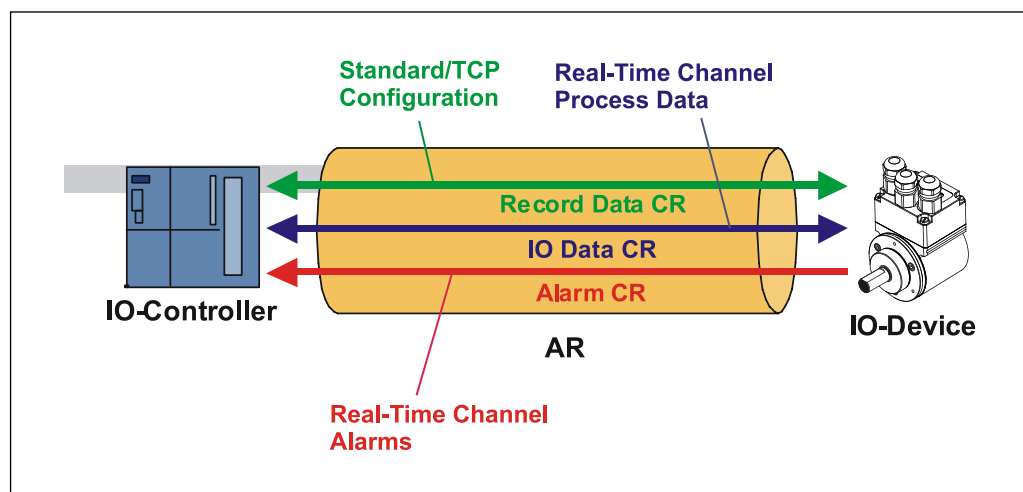 Standard/TCP
Configuration
Real-Time Channel
Process Data
Record Data CR
IO Data CR
Alarm CR
IO-Controller
IO-Device
AR
Real-Time Channel
Alarms